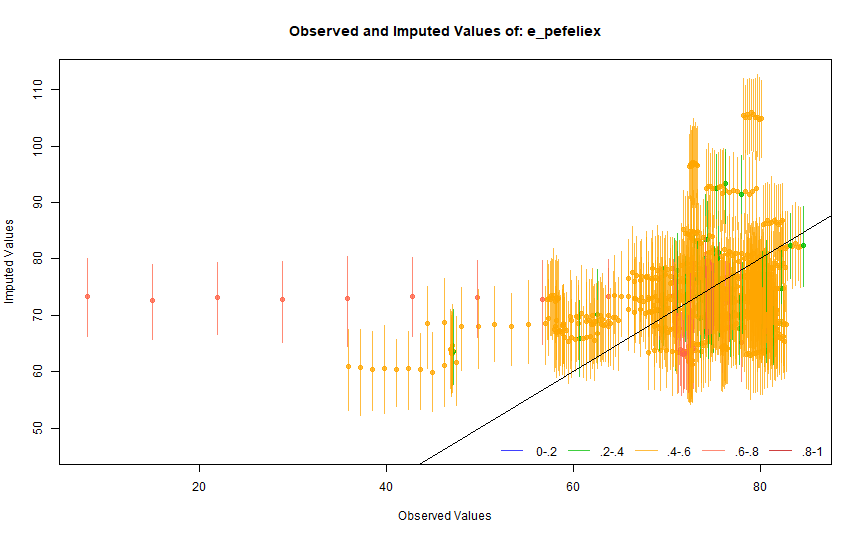 Observed and Imputed Values of: e_pefeliex
Imputed Values
110
100
90
80
70
60
50
0-.2 .2-.4 .4-.6 .6-.8 .8-1
20 40 60 80
Observed Values